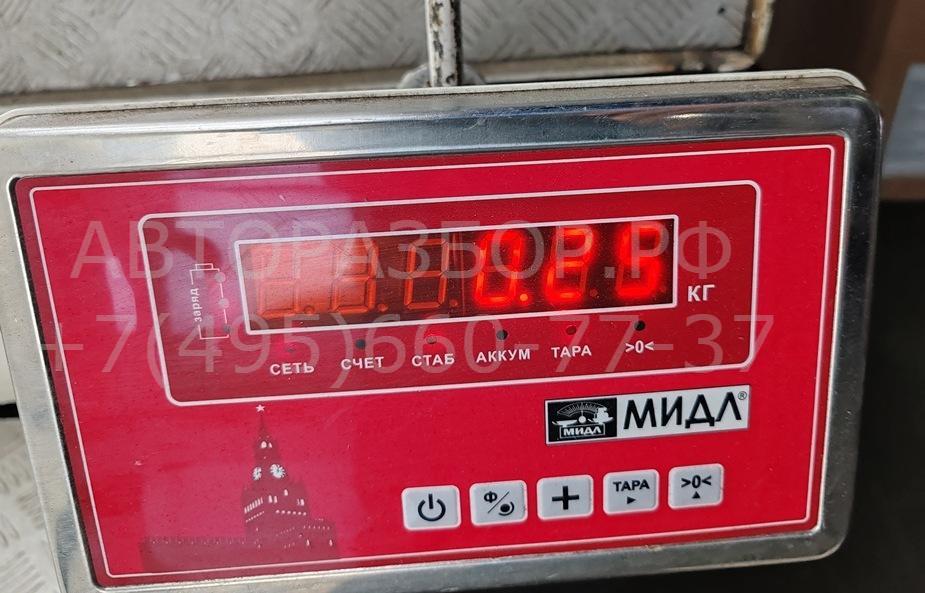 АВТОРАЗБОР.РФ
0.25
КГ
заряд
+7(495)660-77-37
СЕТЬ СЧЕТ СТАБ АККУМ ТАРА >0<
МИДЛ МИДЛ®
Ф ТАРА >0<